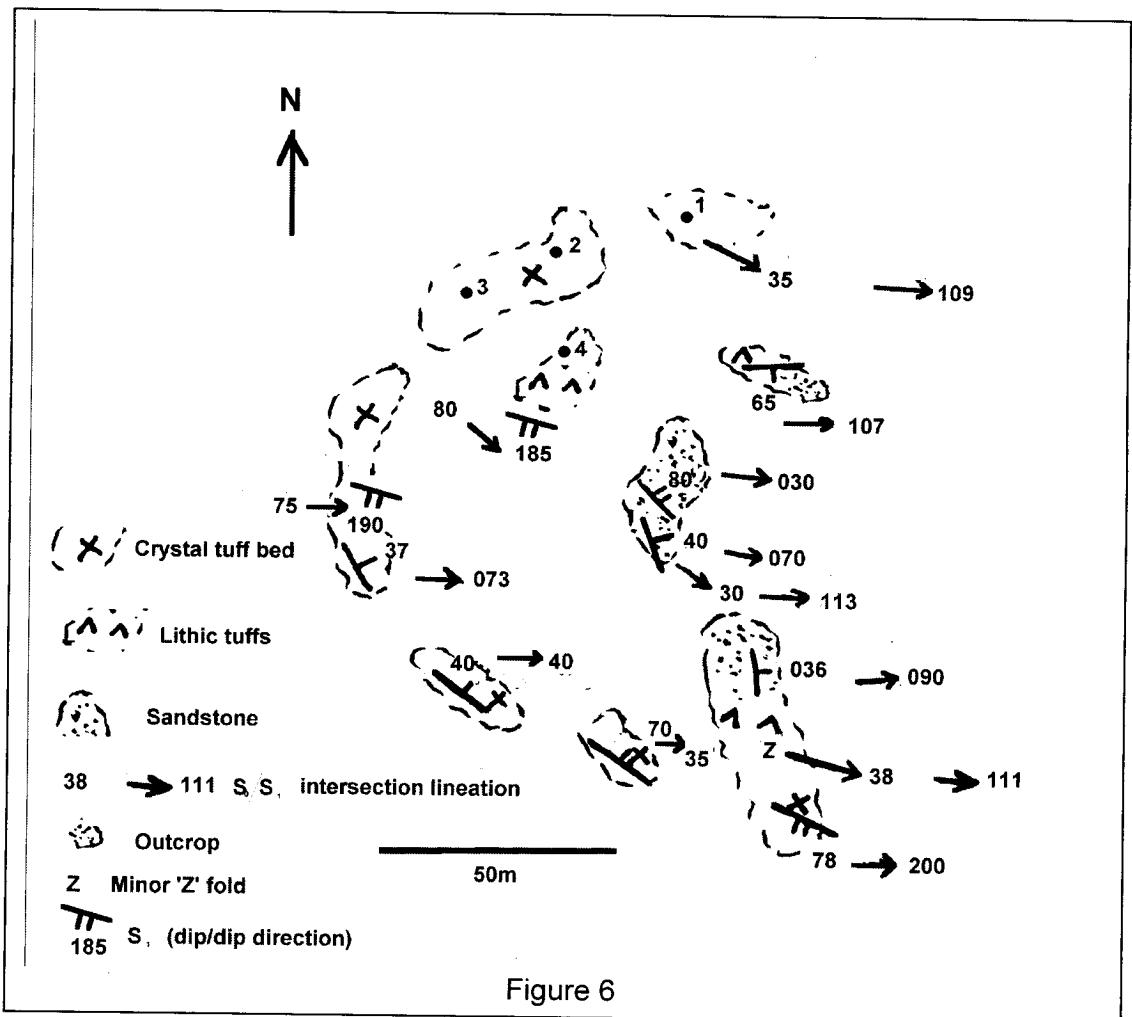 N
1
2
3
35
109
4
80
65
107
185
80
030
75
190
37
40
070
Crystal tuff bed
073
30
113
Lithic tuffs
40
40
036
090
Sandstone
70
35
Z
38
111
38 111 S, S, intersection lineation
Outcrop
50m
78
200
Z Minor 'Z' fold
185 S, (dip/dip direction)
Figure 6